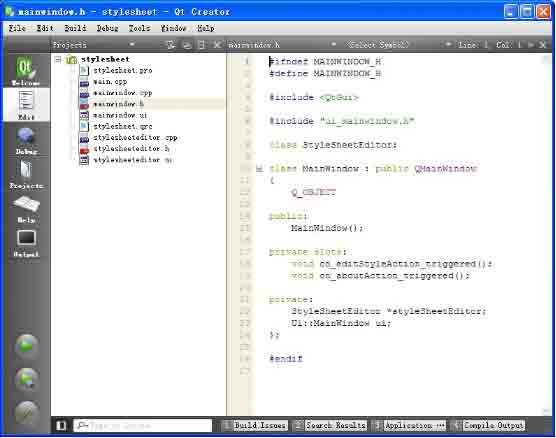 mainwindow.h - stylesheet - Qt Creator
File Edit Build Debug Tools Window Help
Projects
mainwindow.h (Select Symbol) Line: 1, Col: 1
Welcome
Edit
Debug
Projects
Help
Output
stylesheet
stylesheet.pro
main.cpp
mainwindow.cpp
mainwindow.h
mainwindow.ui
stylesheet.qrc
stylesheeteditor.cpp
stylesheeteditor.h
stylesheeteditor.ui
1 #ifndef MAINWINDOW_H
2 #define MAINWINDOW_H
3
4 #include <QtGui>
5
6 #include "ui_mainwindow.h"
7
8 class StyleSheetEditor;
9
10 class MainWindow : public QMainWindow
11 {
12 Q_OBJECT
13
14 public:
15 MainWindow();
16
17 private slots:
18 void on_editStyleAction_triggered();
19 void on_aboutAction_triggered();
20
21 private:
22 StyleSheetEditor *styleSheetEditor;
23 Ui::MainWindow ui;
24 };
25
26 #endif
27
Type to locate
1 Build Issues 2 Search Results 3 Application ... 4 Compile Output